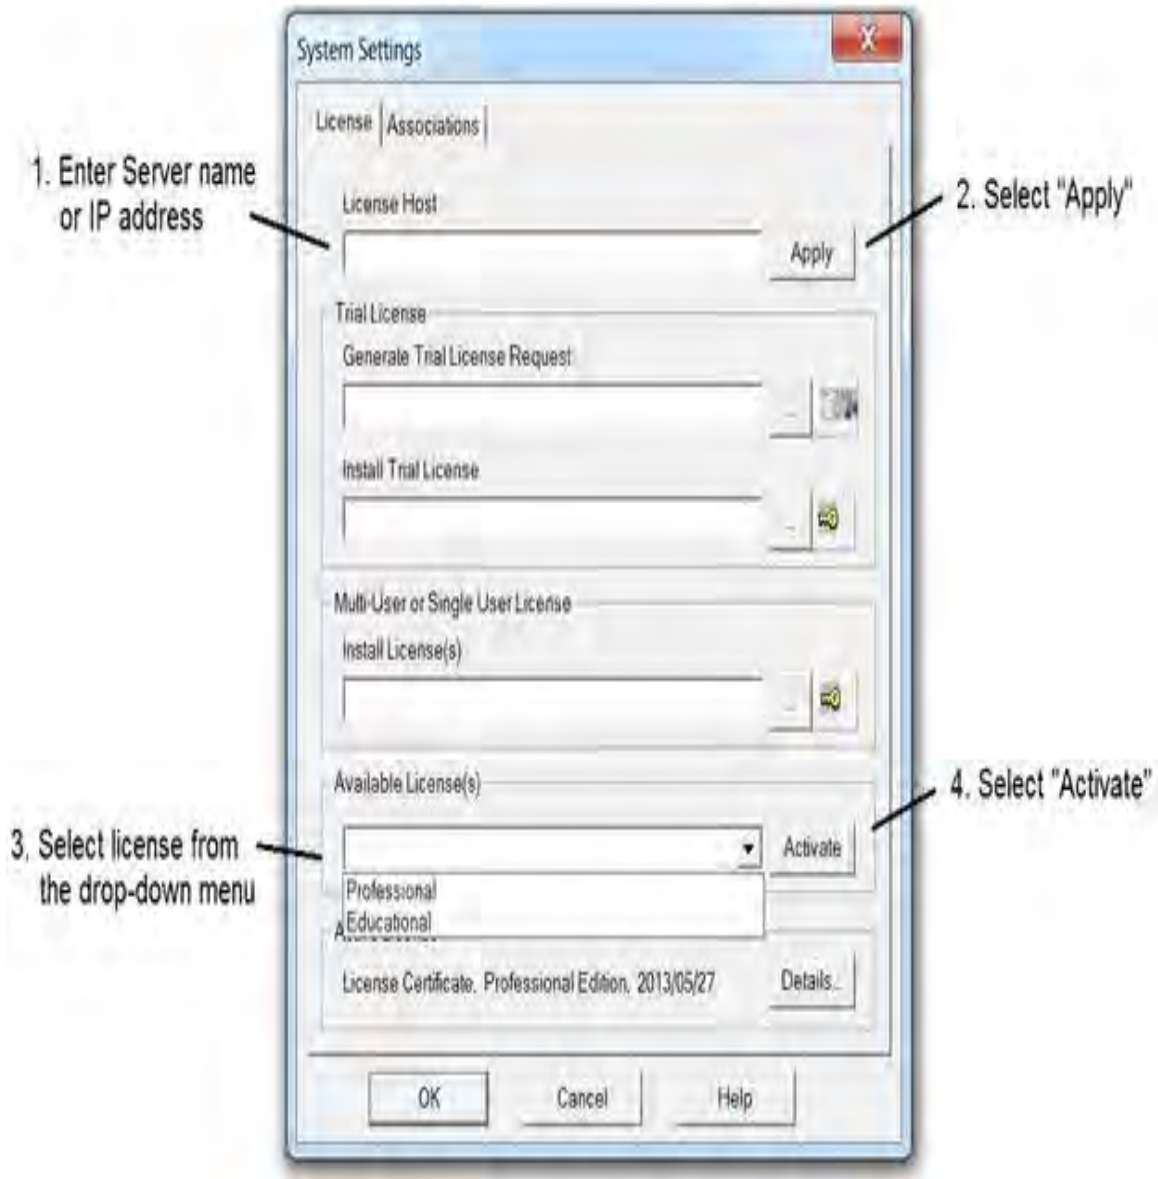 System Settings
X
License
Associations
1. Enter Server name
or IP address
License Host
Apply
2. Select "Apply"
Trial License
Generate Trial License Request
...
Install Trial License
...
Multi-User or Single User License
Install License(s)
...
Available License(s)
4. Select "Activate"
3. Select license from
the drop-down menu
Activate
Professional
Educational
License Certificate, Professional Edition, 2013/05/27
Details...
OK
Cancel
Help